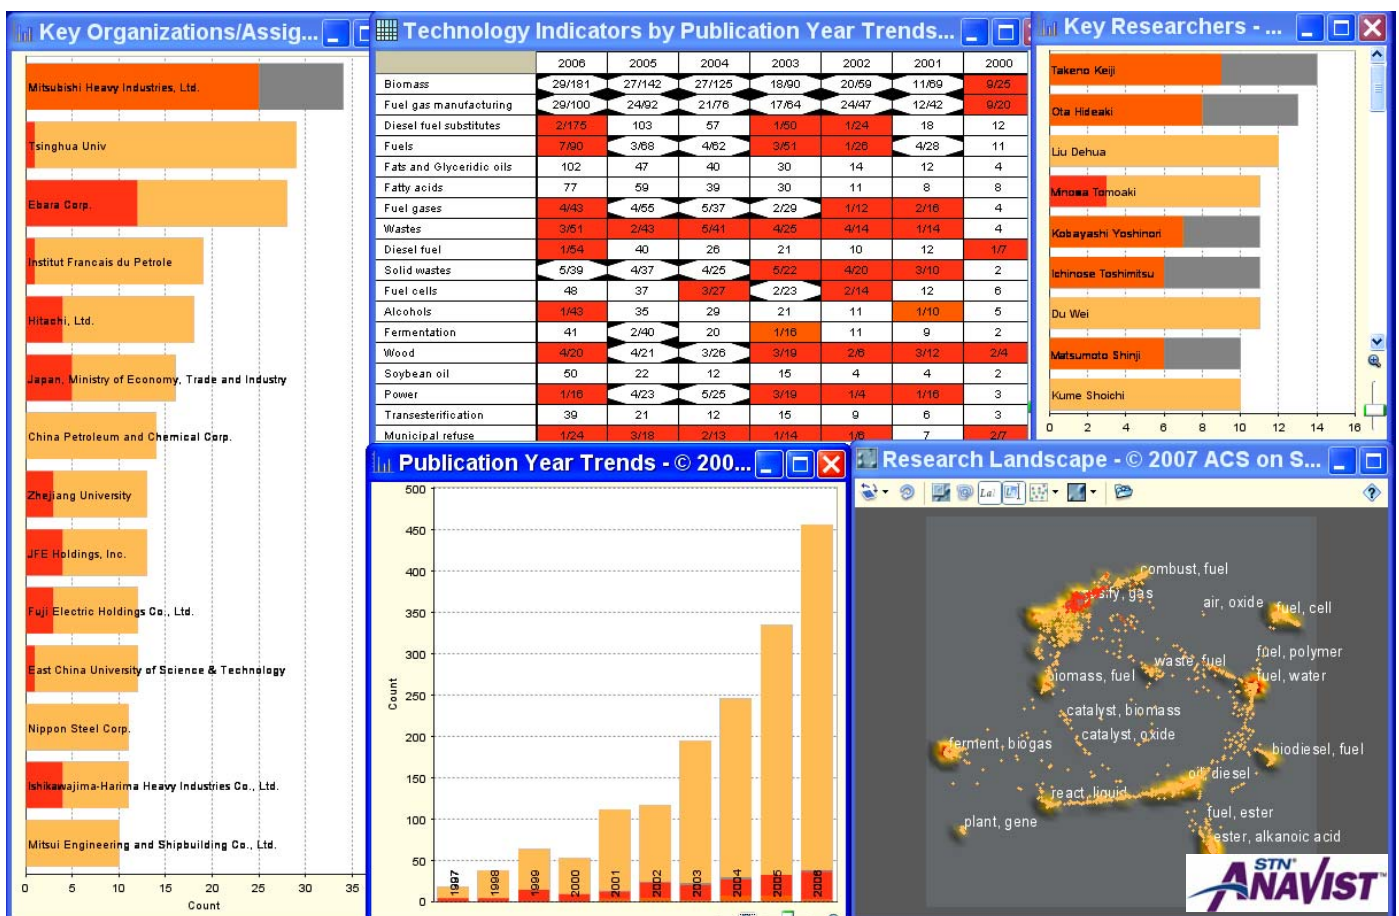 Key Organizations/Assig...
Mitsubishi Heavy Industries, Ltd.
Tsinghua Univ
Ebara Corp.
Institut Francais du Petrole
Hitachi, Ltd.
Japan, Ministry of Economy, Trade and Industry
China Petroleum and Chemical Corp.
Zhejiang University
JFE Holdings, Inc.
Fuji Electric Holdings Co., Ltd.
East China University of Science & Technology
Nippon Steel Corp.
Ishikawajima-Harima Heavy Industries Co., Ltd.
Mitsui Engineering and Shipbuilding Co., Ltd.
0 5 10 15 20 25 30 35
Count
Technology Indicators by Publication Year Trends...
2006 2005 2004 2003 2002 2001 2000
Biomass 29/181 27/142 27/125 18/90 20/59 11/69 9/25
Fuel gas manufacturing 29/100 24/92 21/76 17/64 24/47 12/42 9/20
Diesel fuel substitutes 2/175 103 57 1/50 1/24 18 12
Fuels 7/90 3/68 4/62 3/51 1/26 4/28 11
Fats and Glyceridic oils 102 47 40 30 14 12 4
Fatty acids 77 59 39 30 11 8 8
Fuel gases 4/43 4/55 5/37 2/29 1/12 2/16 4
Wastes 3/51 2/43 5/41 4/25 4/14 1/14 4
Diesel fuel 1/54 40 26 21 10 12 1/7
Solid wastes 5/39 4/37 4/25 5/22 4/20 3/10 2
Fuel cells 48 37 3/27 2/23 2/14 12 6
Alcohols 1/43 35 29 21 11 1/10 5
Fermentation 41 2/40 20 1/16 11 9 2
Wood 4/20 4/21 3/26 3/19 2/6 3/12 2/4
Soybean oil 50 22 12 15 4 4 2
Power 1/16 4/23 5/25 3/19 1/4 1/16 3
Transesterification 39 21 12 15 9 6 3
Municipal refuse 1/24 3/18 2/13 1/14 1/6 7 2/7
Key Researchers - ...
Takeno Keiji
Ota Hideaki
Liu Dehua
Minowa Tomoaki
Kobayashi Yoshinori
Ichinose Toshimitsu
Du Wei
Matsumoto Shinji
Kume Shoichi
0 2 4 6 8 10 12 14 16
Publication Year Trends - © 200...
500
450
400
350
300
250
200
150
100
50
0
Count
1997 1998 1999 2000 2001 2002 2003 2004 2005 2006
Research Landscape - © 2007 ACS on S...
combust, fuel
gas
air, oxide
fuel, cell
fuel, polymer
waste, fuel
biomass, fuel
fuel, water
catalyst, biomass
catalyst, oxide
ferment, biogas
biodiesel, fuel
oil, diesel
react, liquid
fuel, ester
plant, gene
ester, alkanoic acid
STN®
ANAVIST™